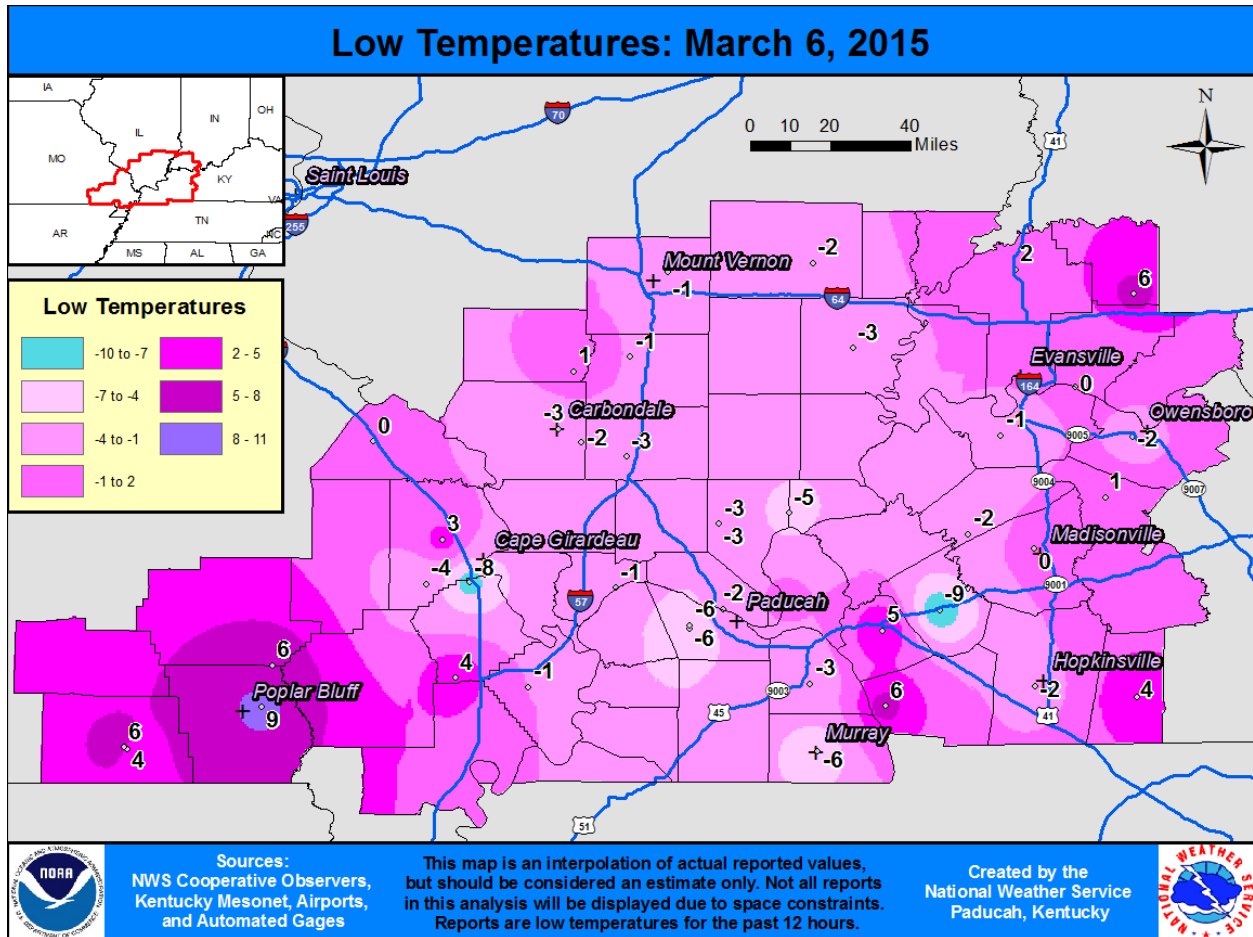 Low Temperatures: March 6, 2015
IA
IL
IN
OH
MO
KY
VA
TN
NC
AR
MS
AL
GA
N
0 10 20 40
Miles
70
41
Saint Louis
255
Low Temperatures
-10 to -7
2 - 5
-7 to -4
5 - 8
-4 to -1
8 - 11
-1 to 2
-2
2
6
Mount Vernon
-1
64
-3
-1
1
Evansville
164
0
-3
Carbondale
Owensboro
0
-2
-3
-1
9005
-2
9004
9007
1
-5
3
-3
-2
-3
Cape Girardeau
Madisonville
-4
-8
-1
0
9001
57
-2
Paducah
-9
-6
-6
5
6
4
-1
-3
Hopkinsville
-2
4
Poplar Bluff
9
9003
6
45
41
6
4
Murray
-6
51
NOAA
NATIONAL OCEANIC AND ATMOSPHERIC ADMINISTRATION
U.S. DEPARTMENT OF COMMERCE
Sources:
NWS Cooperative Observers,
Kentucky Mesonet, Airports,
and Automated Gages
This map is an interpolation of actual reported values,
but should be considered an estimate only. Not all reports
in this analysis will be displayed due to space constraints.
Reports are low temperatures for the past 12 hours.
Created by the
National Weather Service
Paducah, Kentucky
NATIONAL WEATHER SERVICE